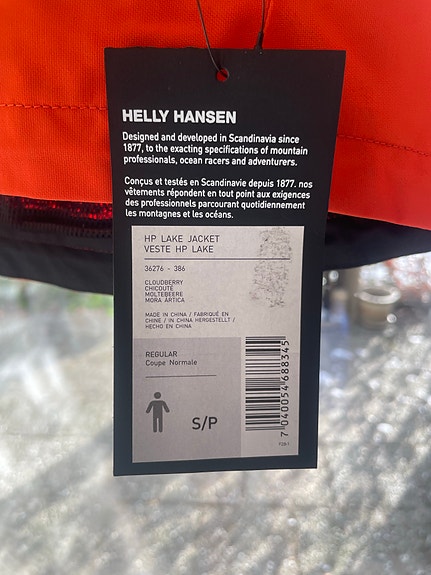 HELLY HANSEN
Designed and developed in Scandinavia since
1877, to the exacting specifications of mountain
professionals, ocean racers and adventurers.
Conçus et testés en Scandinavie depuis 1877. nos
vêtements répondent en tout point aux exigences
des professionnels parcourant quotidiennement
les montagnes et les océans.
HP LAKE JACKET
VESTE HP LAKE
36276 - 386
CLOUDBERRY
CHICOUTÉ
MOLTEBEERE
MORA ARTICA
MADE IN CHINA / FABRIQUÉ EN
CHINE / IN CHINA HERGESTELLT /
HECHO EN CHINA
REGULAR
Coupe Normale
S/P
7 040054 688345